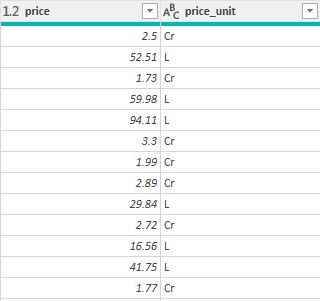 1.2 price ABC price_unit
2.5 Cr
52.51 L
1.73 Cr
59.98 L
94.11 L
3.3 Cr
1.99 Cr
2.89 Cr
29.84 L
2.72 Cr
16.56 L
41.75 L
1.77 Cr